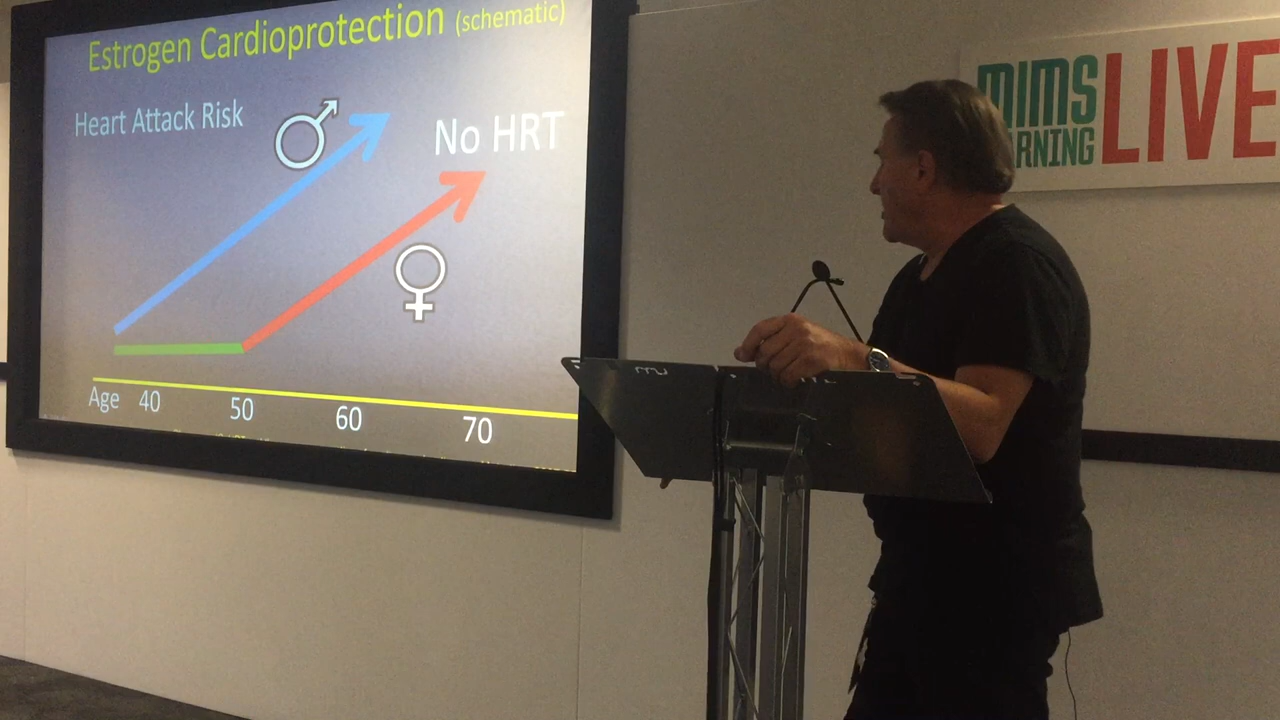 Estrogen Cardioprotection (schematic)
Heart Attack Risk
No HRT
Age 40 50 60 70
MIMS
RNING
LIVE